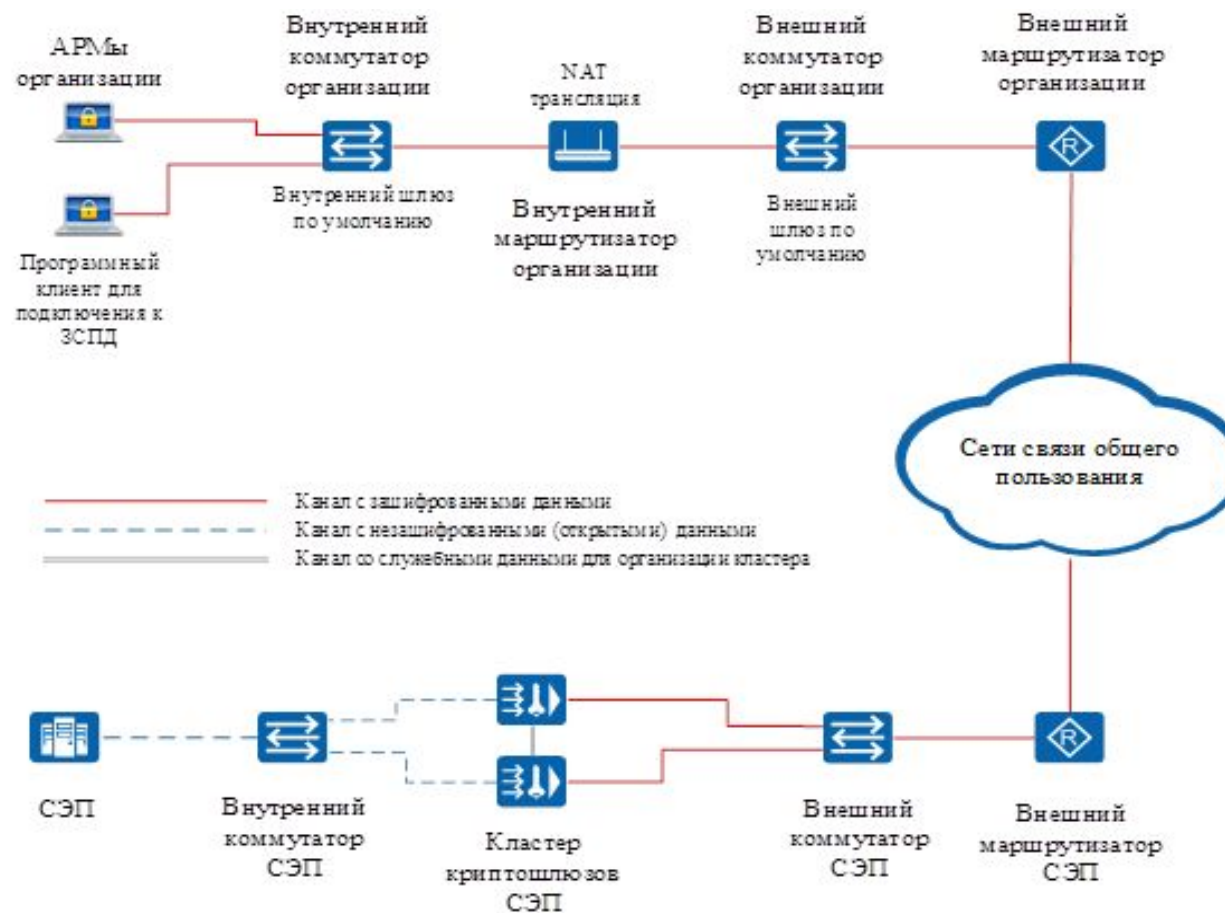 АРМы
организации
Внутренний
коммутатор
организации
NAT
трансляция
Внешний
коммутатор
организации
Внешний
маршрутизатор
организации
R
Внутренний шлюз
по умолчанию
Внутренний
маршрутизатор
организации
Внешний
шлюз по
умолчанию
Программный
клиент для
подключения к
ЗСПД
Сети связи общего
пользования
Канал с зашифрованными данными
Канал с незашифрованными (открытыми) данными
Канал со служебными данными для организации кластера
R
СЭП
Внутренний
коммутатор
СЭП
Кластер
криптошлюзов
СЭП
Внешний
коммутатор
СЭП
Внешний
маршрутизатор
СЭП